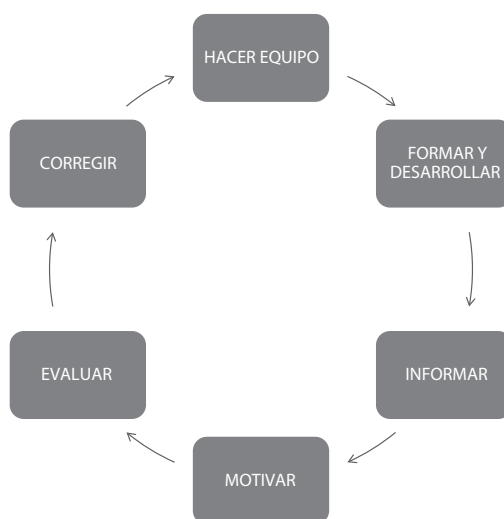 HACER EQUIPO
FORMAR Y
DESARROLLAR
INFORMAR
MOTIVAR
EVALUAR
CORREGIR